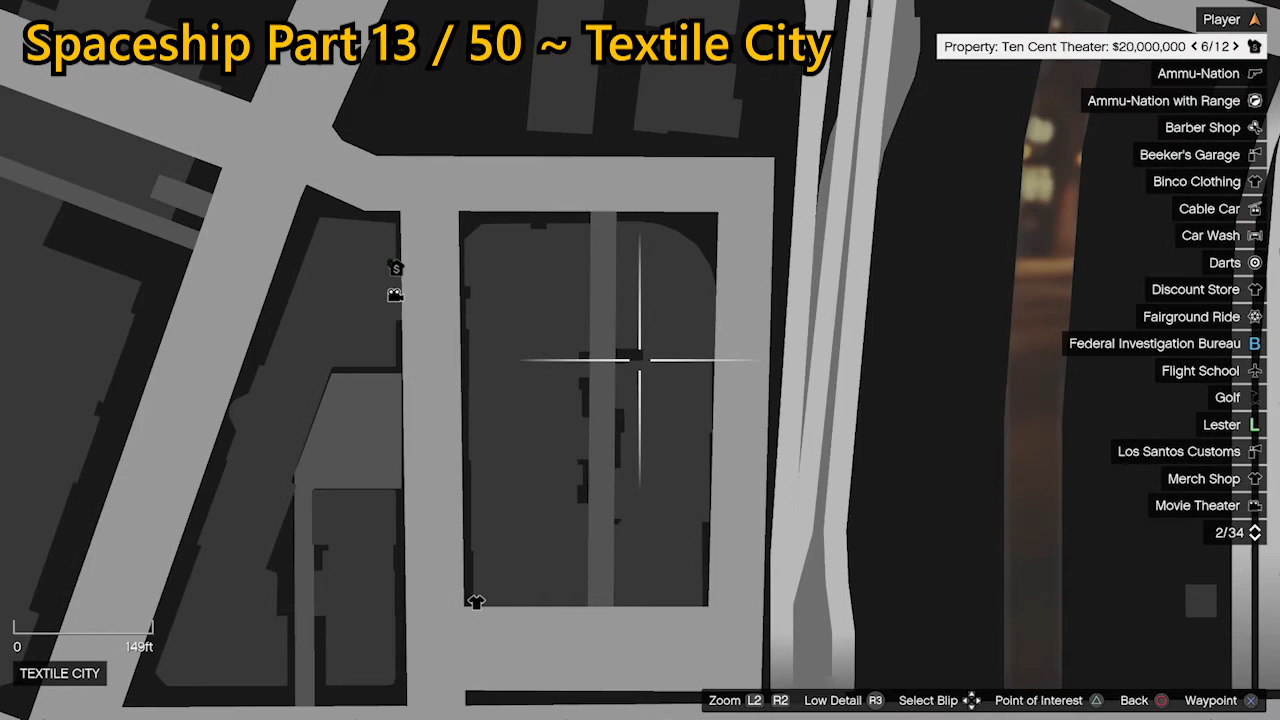 Spaceship Part 13 / 50 ~ Textile City
Player
Property: Ten Cent Theater: $20,000,000 < 6/12 >
Ammu-Nation
Ammu-Nation with Range
Barber Shop
Beeker's Garage
Binco Clothing
Cable Car
Car Wash
Darts
Discount Store
Fairground Ride
Federal Investigation Bureau B
Flight School
Golf
Lester L
Los Santos Customs
Merch Shop
Movie Theater
2/34
0 149ft
TEXTILE CITY
Zoom L2 R2 Low Detail R3 Select Blip Point of Interest Back Waypoint